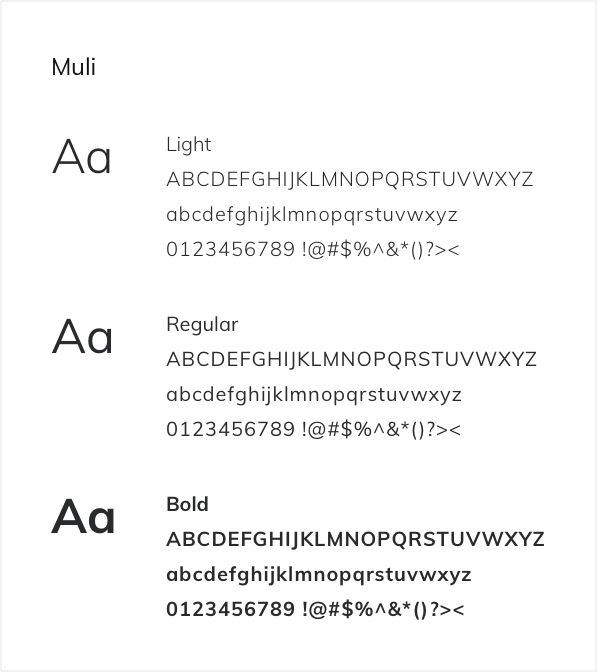 Muli
Aa
Light
ABCDEFGHIJKLMNOPQRSTUVWXYZ
abcdefghijklmnopqrstuvwxyz
0123456789 !@#$%^&*()?><
Aa
Regular
ABCDEFGHIJKLMNOPQRSTUVWXYZ
abcdefghijklmnopqrstuvwxyz
0123456789 !@#$%^&*()?><
Aa
Bold
ABCDEFGHIJKLMNOPQRSTUVWXYZ
abcdefghijklmnopqrstuvwxyz
0123456789 !@#$%^&*()?><